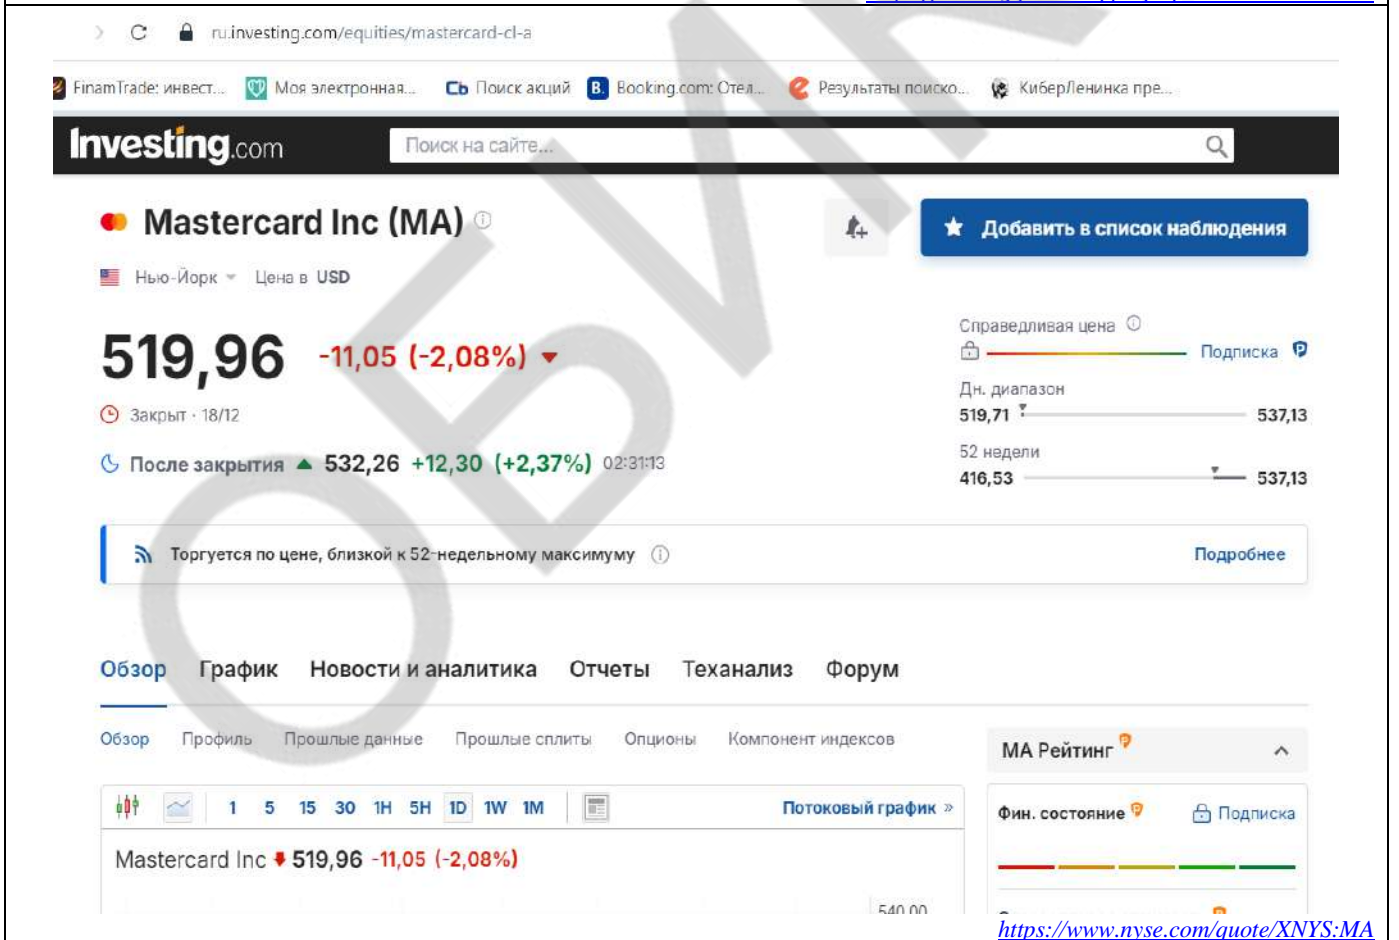 ru.investing.com/equities/mastercard-cl-a
FinamTrade: инвест... Моя электронная... Сb Поиск акций B. Booking.com: Отел... Результаты поиско... КиберЛенинка пре...
Investing.com Поиск на сайте...
Mastercard Inc (MA)
Добавить в список наблюдения
Нью-Йорк Цена в USD
519,96 -11,05 (-2,08%)
Закрыт · 18/12
После закрытия 532,26 +12,30 (+2,37%) 02:31:13
Справедливая цена
Подписка
Дн. диапазон
519,71 537,13
52 недели
416,53 537,13
Торгуется по цене, близкой к 52-недельному максимуму Подробнее
Обзор График Новости и аналитика Отчеты Теханализ Форум
Обзор Профиль Прошлые данные Прошлые сплиты Опционы Компонент индексов
МА Рейтинг
1 5 15 30 1H 5H 1D 1W 1M Потоковый график »
Фин. состояние Подписка
Mastercard Inc 519,96 -11,05 (-2,08%)
540,00
https://www.nyse.com/quote/XNYS:MA